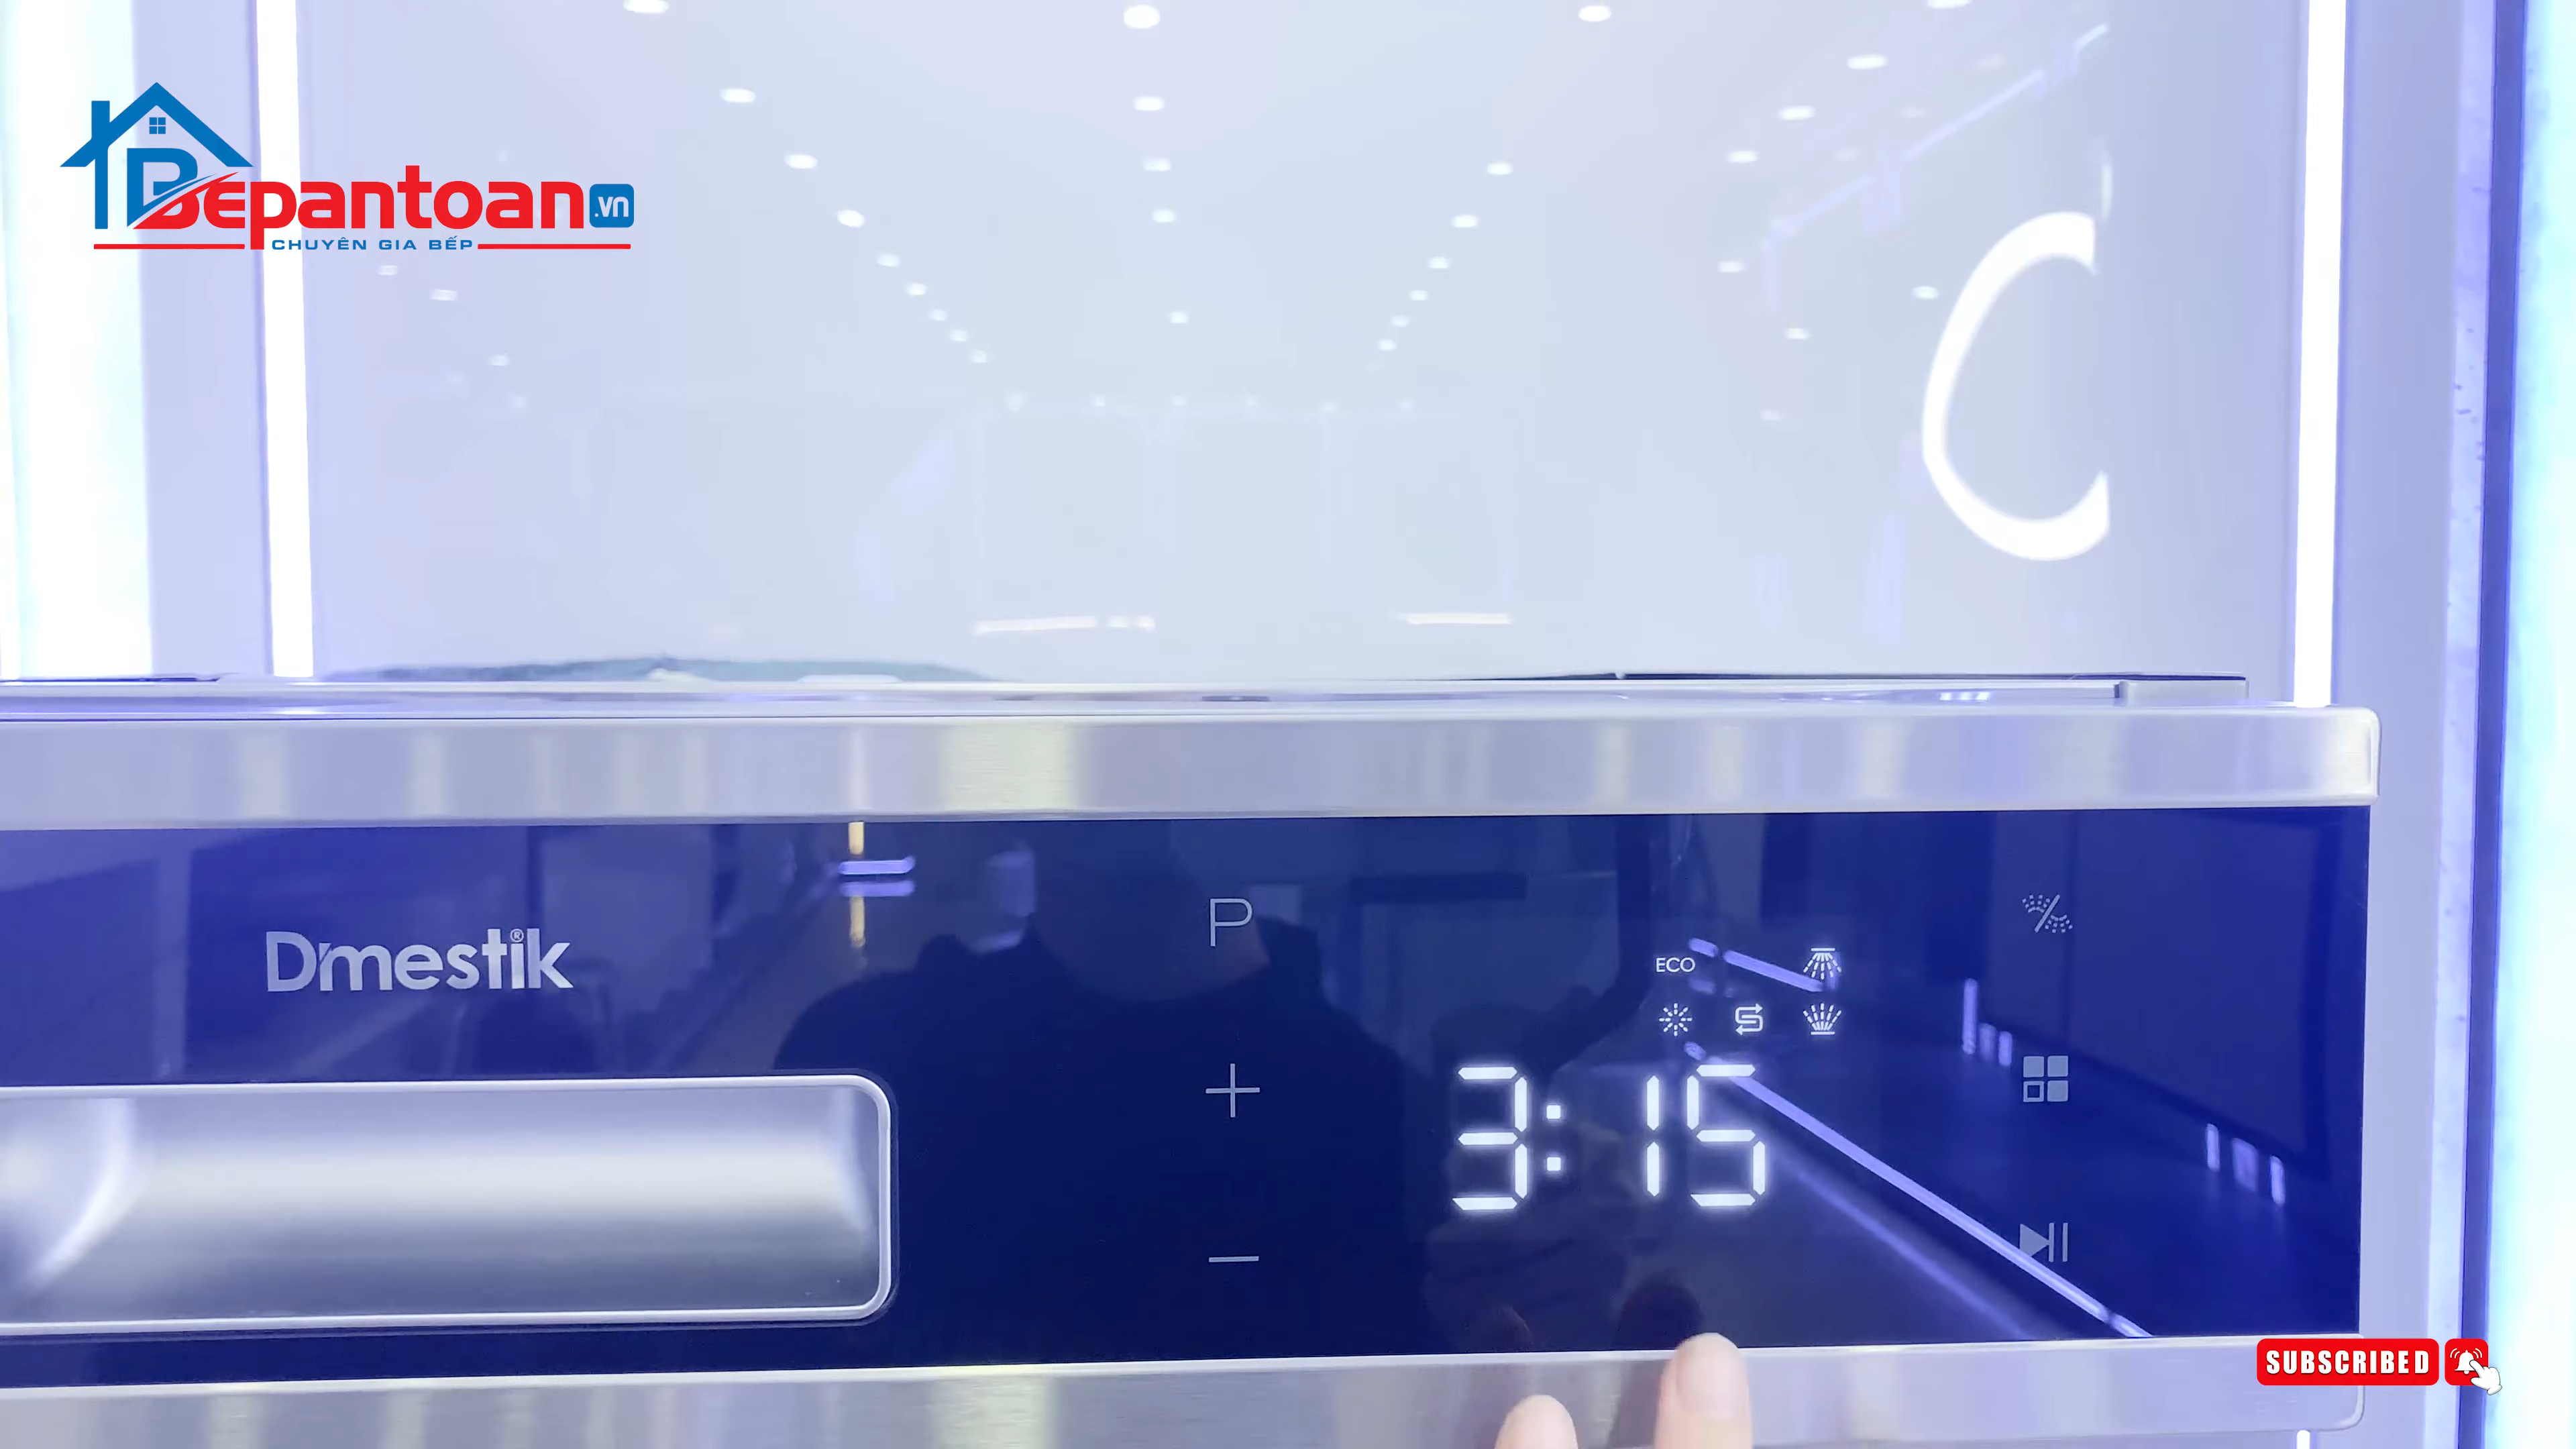 Bepantoan.vn
CHUYÊN GIA BẾP
C
D'mestik®
P
ECO
3:15
SUBSCRIBED